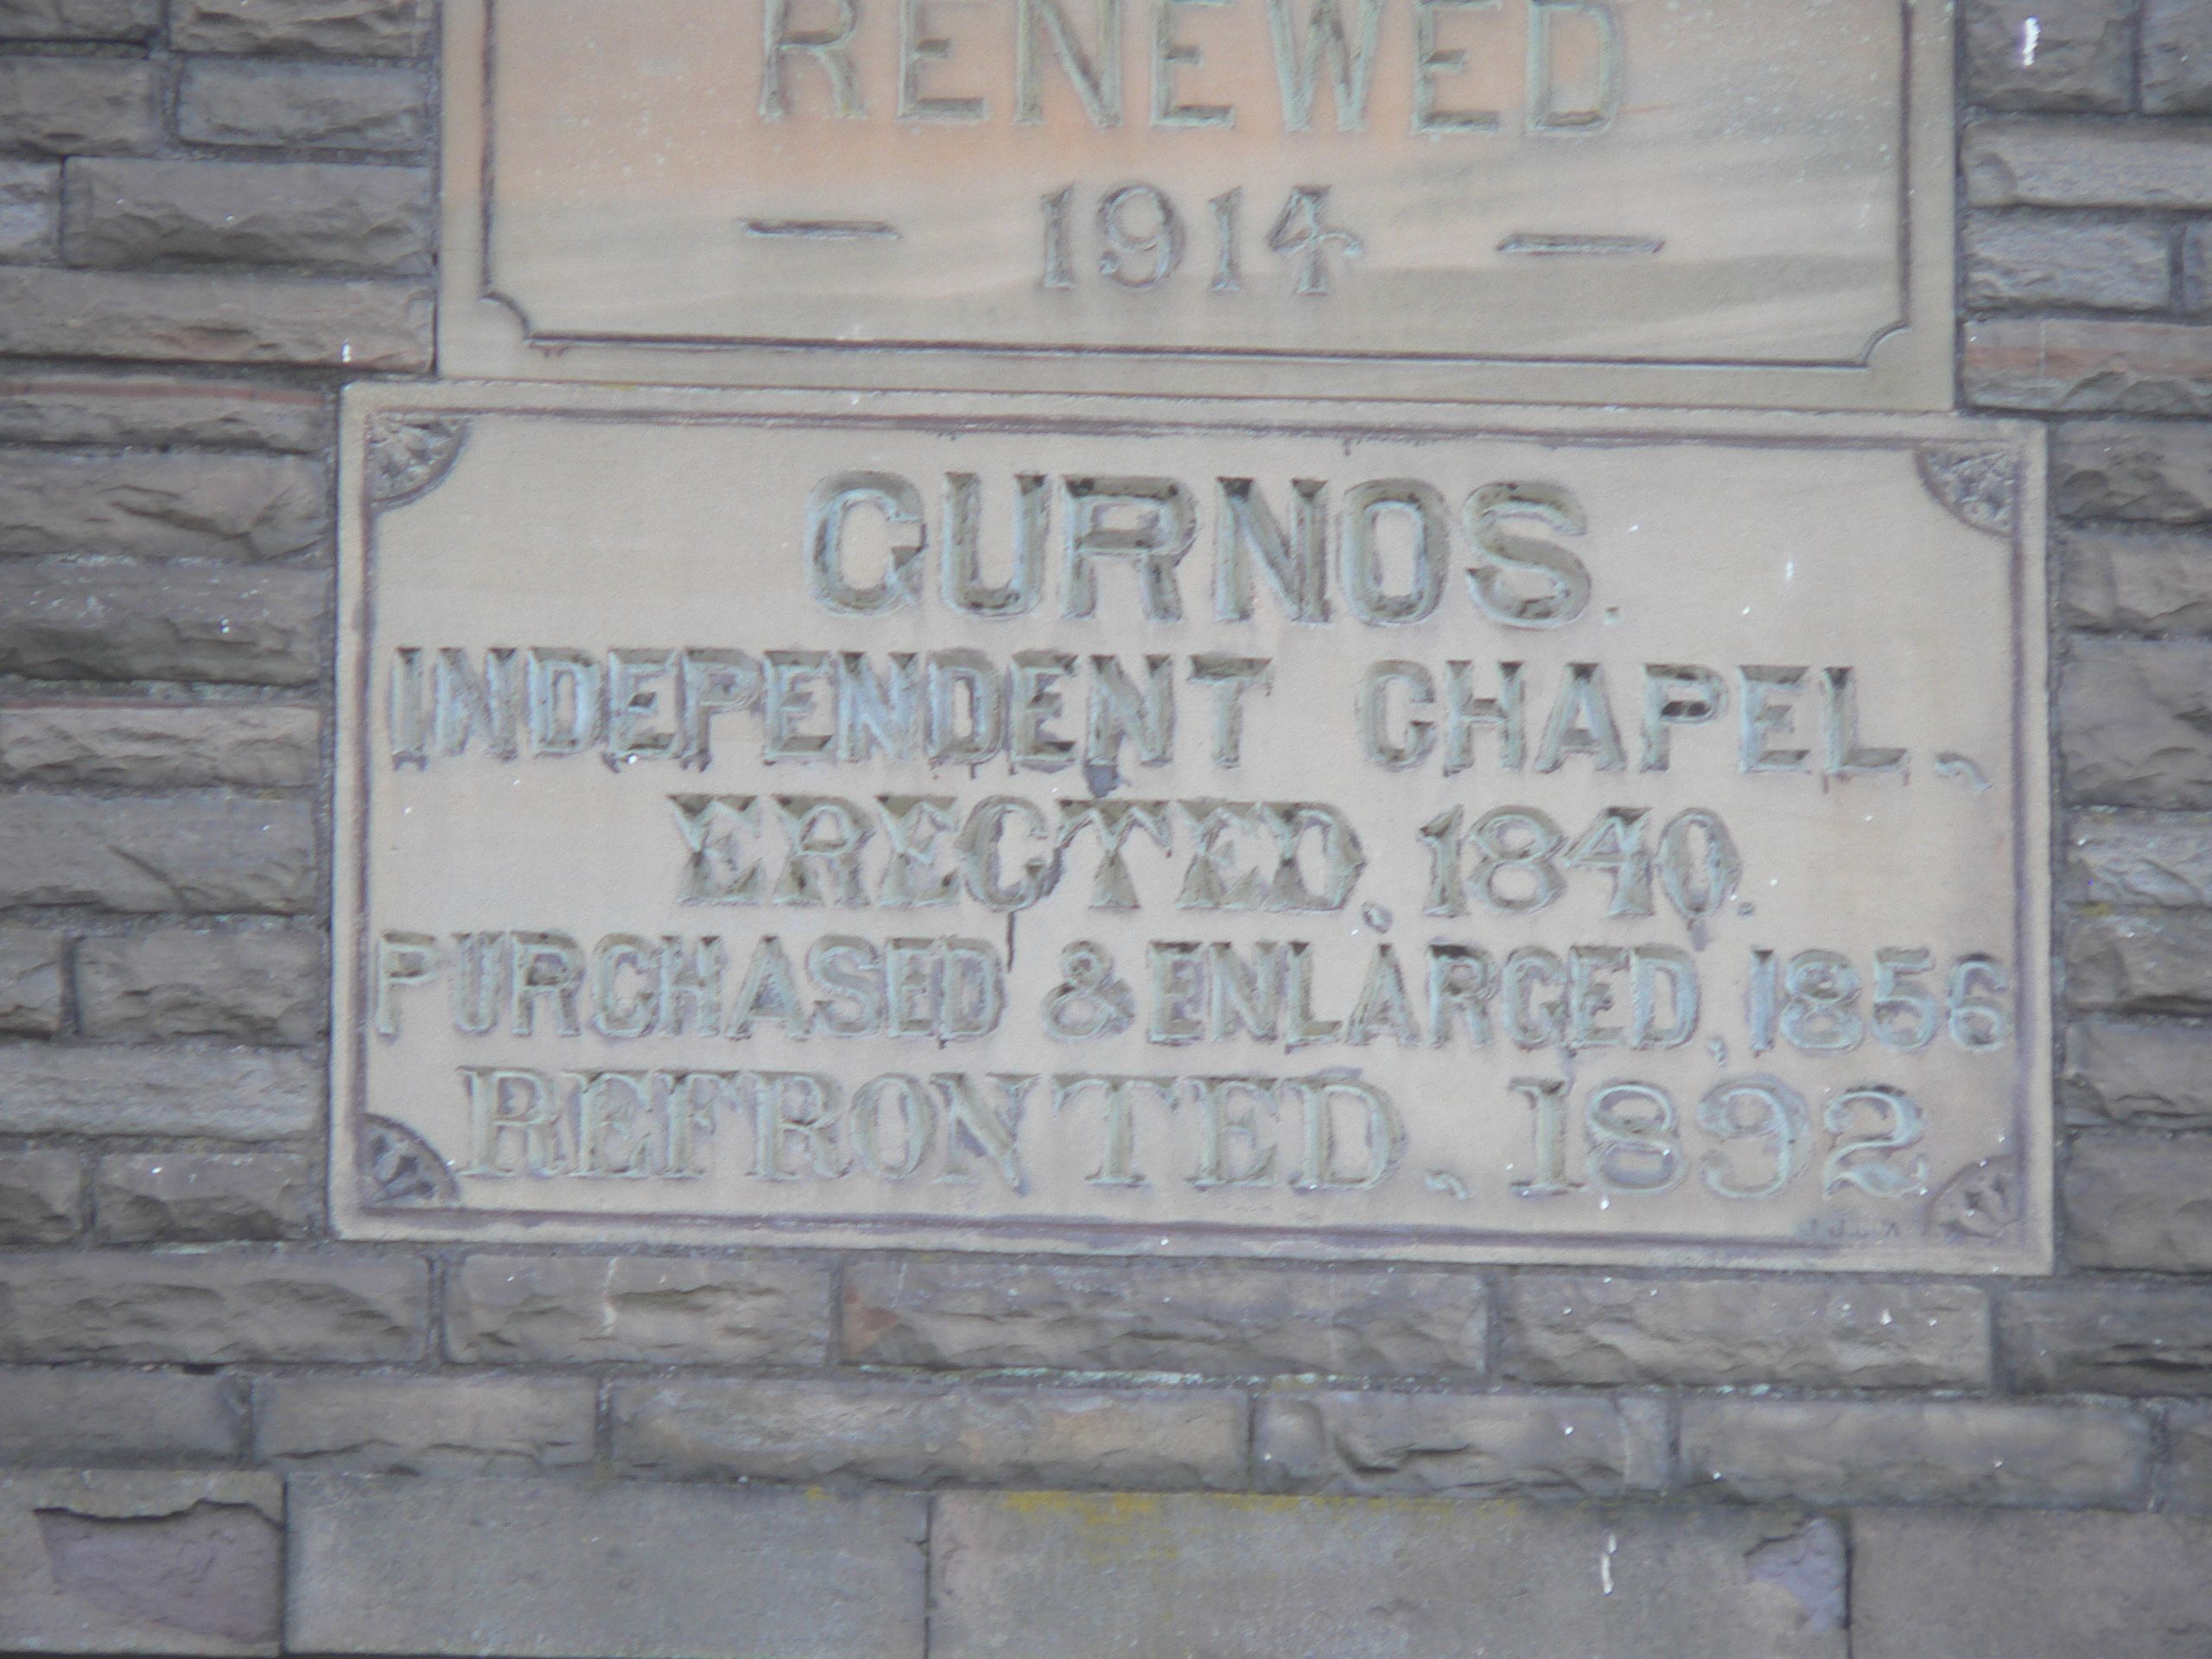 RENEWED
— 1914 —
GURNOS.
INDEPENDENT CHAPEL.,
ERECTED, 1840.
PURCHASED & ENLARGED, 1856
REFRONTED, 1892